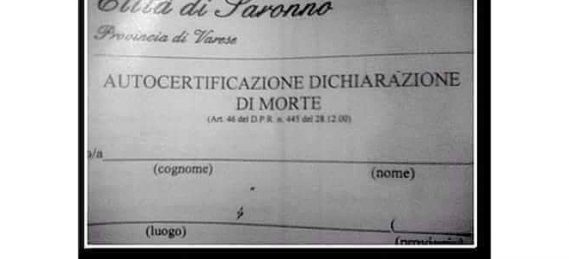 Città di Saronno
Provincia di Varese
AUTOCERTIFICAZIONE DICHIARAZIONE
DI MORTE
(Art. 46 del D.P.R. n. 445 del 28.12.00)
/a
(cognome) (nome)
(luogo) ( (provincia)